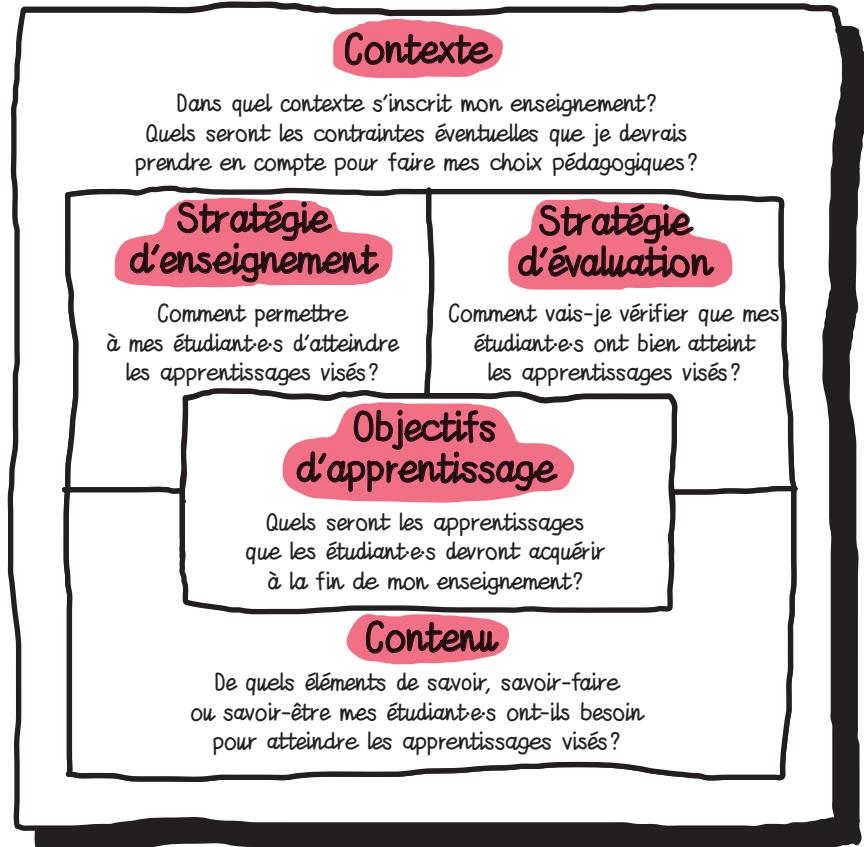 Contexte
Dans quel contexte s'inscrit mon enseignement?
Quels seront les contraintes éventuelles que je devrais
prendre en compte pour faire mes choix pédagogiques?
Stratégie
d'enseignement
Comment permettre
à mes étudiant·e·s d'atteindre
les apprentissages visés?
Stratégie
d'évaluation
Comment vais-je vérifier que mes
étudiant·e·s ont bien atteint
les apprentissages visés?
Objectifs
d'apprentissage
Quels seront les apprentissages
que les étudiant·e·s devront acquérir
à la fin de mon enseignement?
Contenu
De quels éléments de savoir, savoir-faire
ou savoir-être mes étudiant·e·s ont-ils besoin
pour atteindre les apprentissages visés?